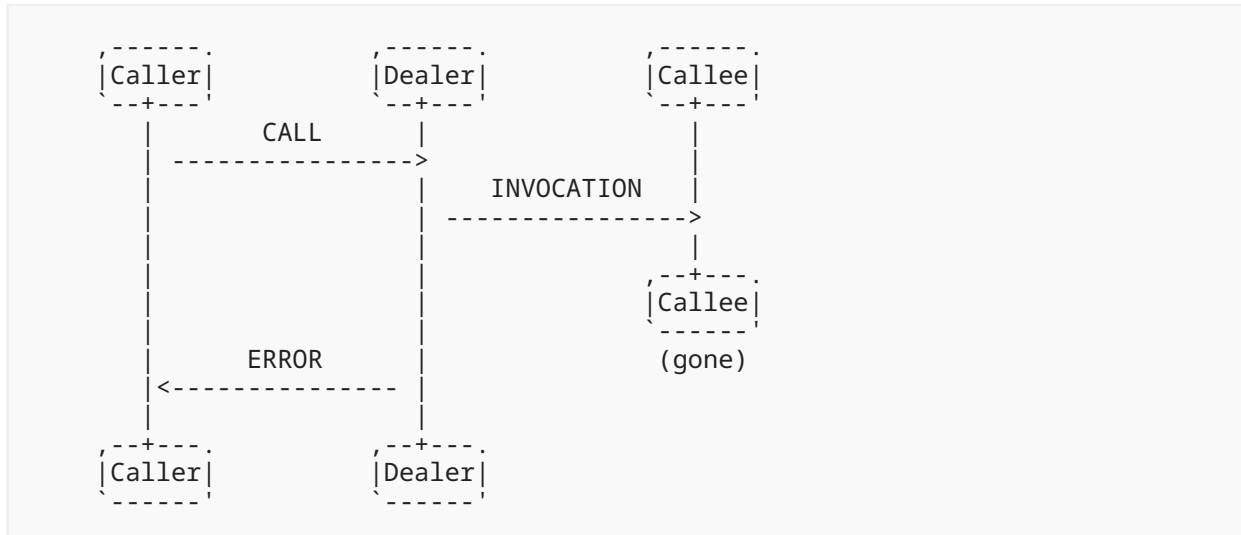 ,------.          ,------.          ,------.
|Caller|          |Dealer|          |Callee|
`--+---'          `--+---'          `--+---'
   |       CALL      |                 |
   | ---------------->                 |
   |                 |    INVOCATION   |
   |                 | ---------------->
   |                 |                 |
   |                 |              ,--+---.
   |                 |              |Callee|
   |                 |              `------'
   |      ERROR      |               (gone)
   |<--------------- |
   |                 |
,--+---.          ,--+---.
|Caller|          |Dealer|
`------'          `------'